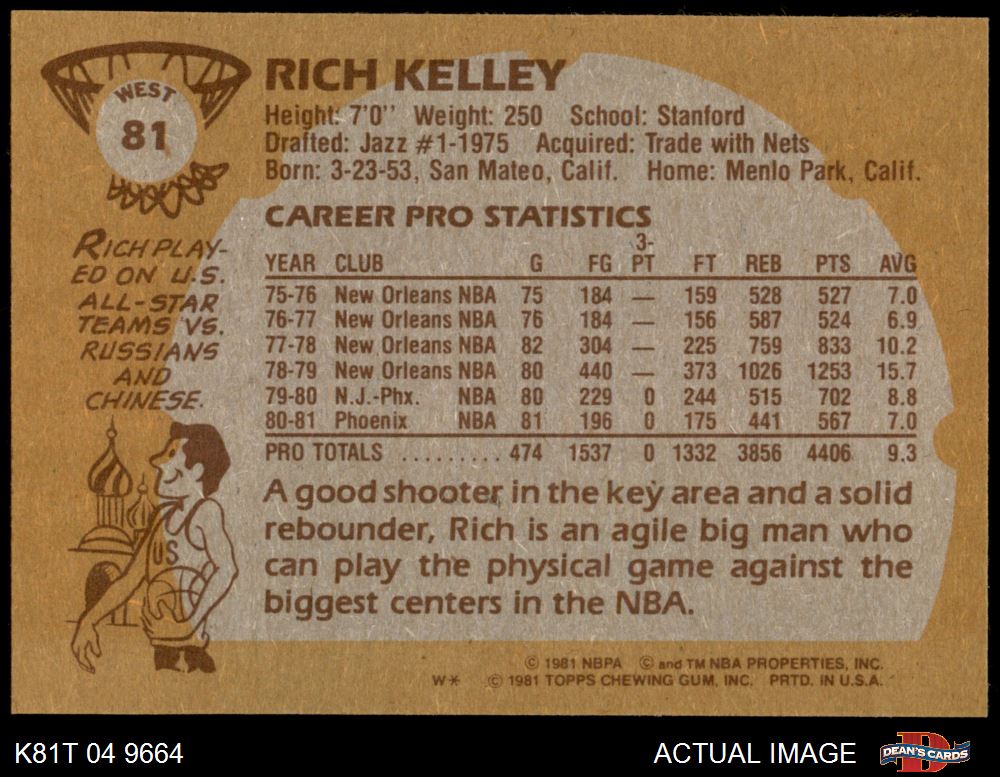 WEST
81
RICH KELLEY
Height: 7'0'' Weight: 250 School: Stanford
Drafted: Jazz #1-1975 Acquired: Trade with Nets
Born: 3-23-53, San Mateo, Calif. Home: Menlo Park, Calif.
RICH PLAY-
ED ON U.S.
ALL-STAR
TEAMS VS.
RUSSIANS
AND
CHINESE.
US
CAREER PRO STATISTICS
YEAR CLUB G FG 3-PT FT REB PTS AVG
75-76 New Orleans NBA 75 184 — 159 528 527 7.0
76-77 New Orleans NBA 76 184 — 156 587 524 6.9
77-78 New Orleans NBA 82 304 — 225 759 833 10.2
78-79 New Orleans NBA 80 440 — 373 1026 1253 15.7
79-80 N.J.-Phx. NBA 80 229 0 244 515 702 8.8
80-81 Phoenix NBA 81 196 0 175 441 567 7.0
PRO TOTALS ......... 474 1537 0 1332 3856 4406 9.3
A good shooter in the key area and a solid
rebounder, Rich is an agile big man who
can play the physical game against the
biggest centers in the NBA.
© 1981 NBPA © and TM NBA PROPERTIES, INC.
W* © 1981 TOPPS CHEWING GUM, INC. PRTD. IN U.S.A.
K81T 04 9664 ACTUAL IMAGE DEAN'S CARDS